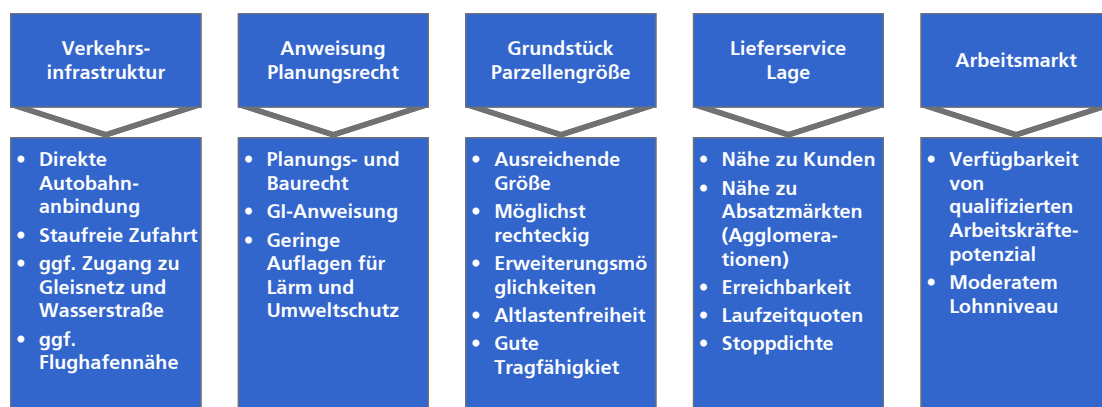 Verkehrs-
infrastruktur
Anweisung
Planungsrecht
Grundstück
Parzellengröße
Lieferservice
Lage
Arbeitsmarkt
• Direkte
Autobahn-
anbindung
• Staufreie Zufahrt
• ggf. Zugang zu
Gleisnetz und
Wasserstraße
• ggf.
Flughafennähe
• Planungs- und
Baurecht
• GI-Anweisung
• Geringe
Auflagen für
Lärm und
Umweltschutz
• Ausreichende
Größe
• Möglichst
rechteckig
• Erweiterungsmö
glichkeiten
• Altlastenfreiheit
• Gute
Tragfähigkiet
• Nähe zu Kunden
• Nähe zu
Absatzmärkten
(Agglomera-
tionen)
• Erreichbarkeit
• Laufzeitquoten
• Stoppdichte
• Verfügbarkeit
von
qualifizierten
Arbeitskräfte-
potenzial
• Moderatem
Lohnniveau